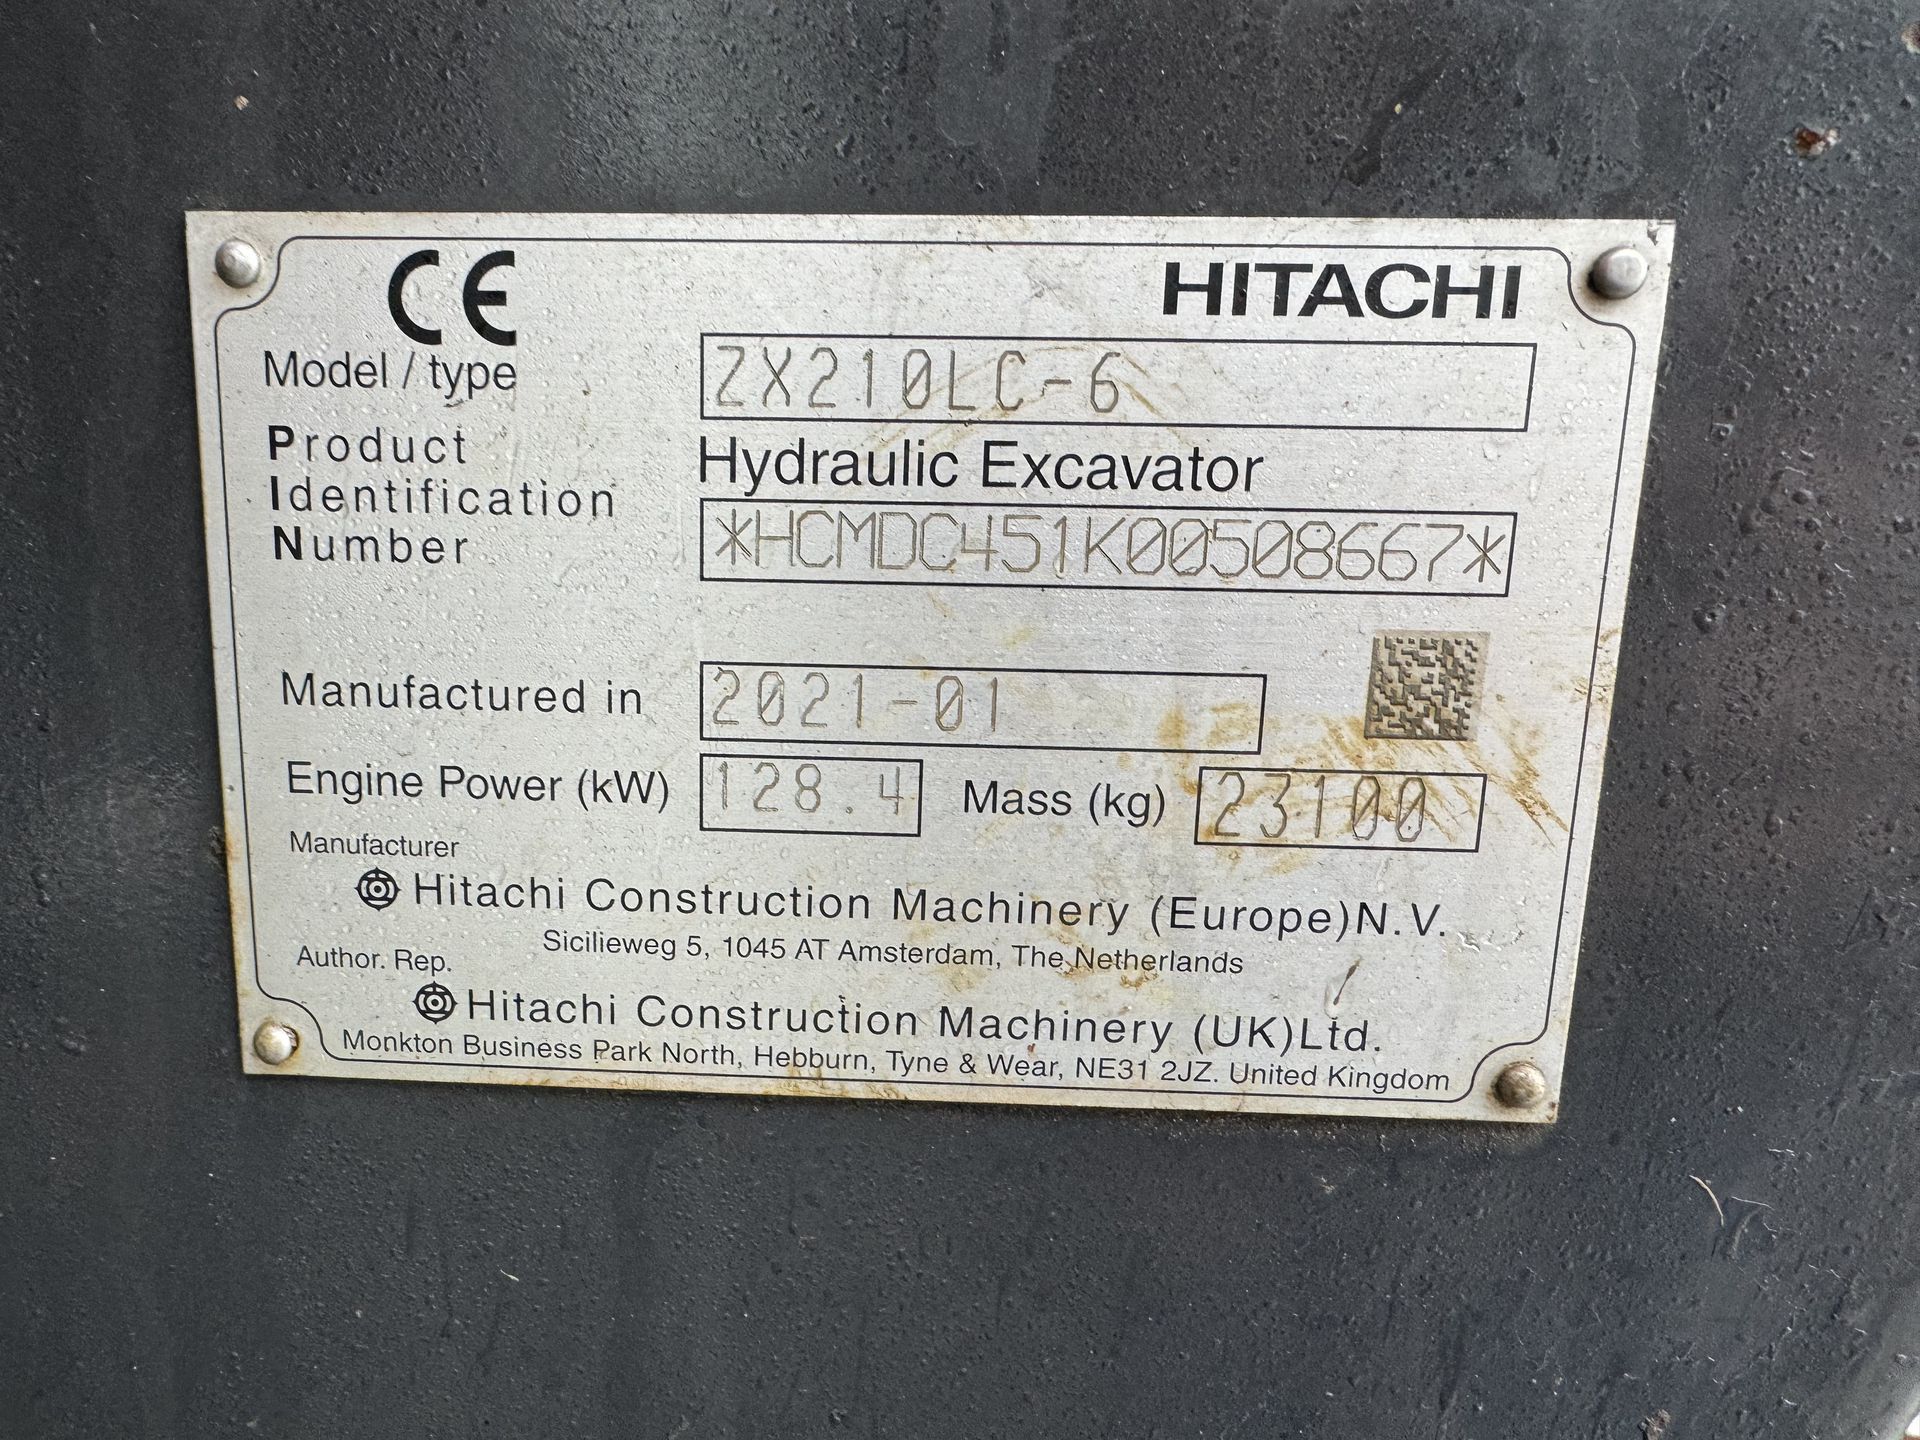 CE HITACHI
Model / type ZX210LC-6
Product Hydraulic Excavator
Identification
Number *HCMDC451K00508667*
Manufactured in 2021-01
Engine Power (kW) 128.4 Mass (kg) 23100
Manufacturer
Hitachi Construction Machinery (Europe)N.V.
Sicilieweg 5, 1045 AT Amsterdam, The Netherlands
Author. Rep.
Hitachi Construction Machinery (UK)Ltd.
Monkton Business Park North, Hebburn, Tyne & Wear, NE31 2JZ. United Kingdom